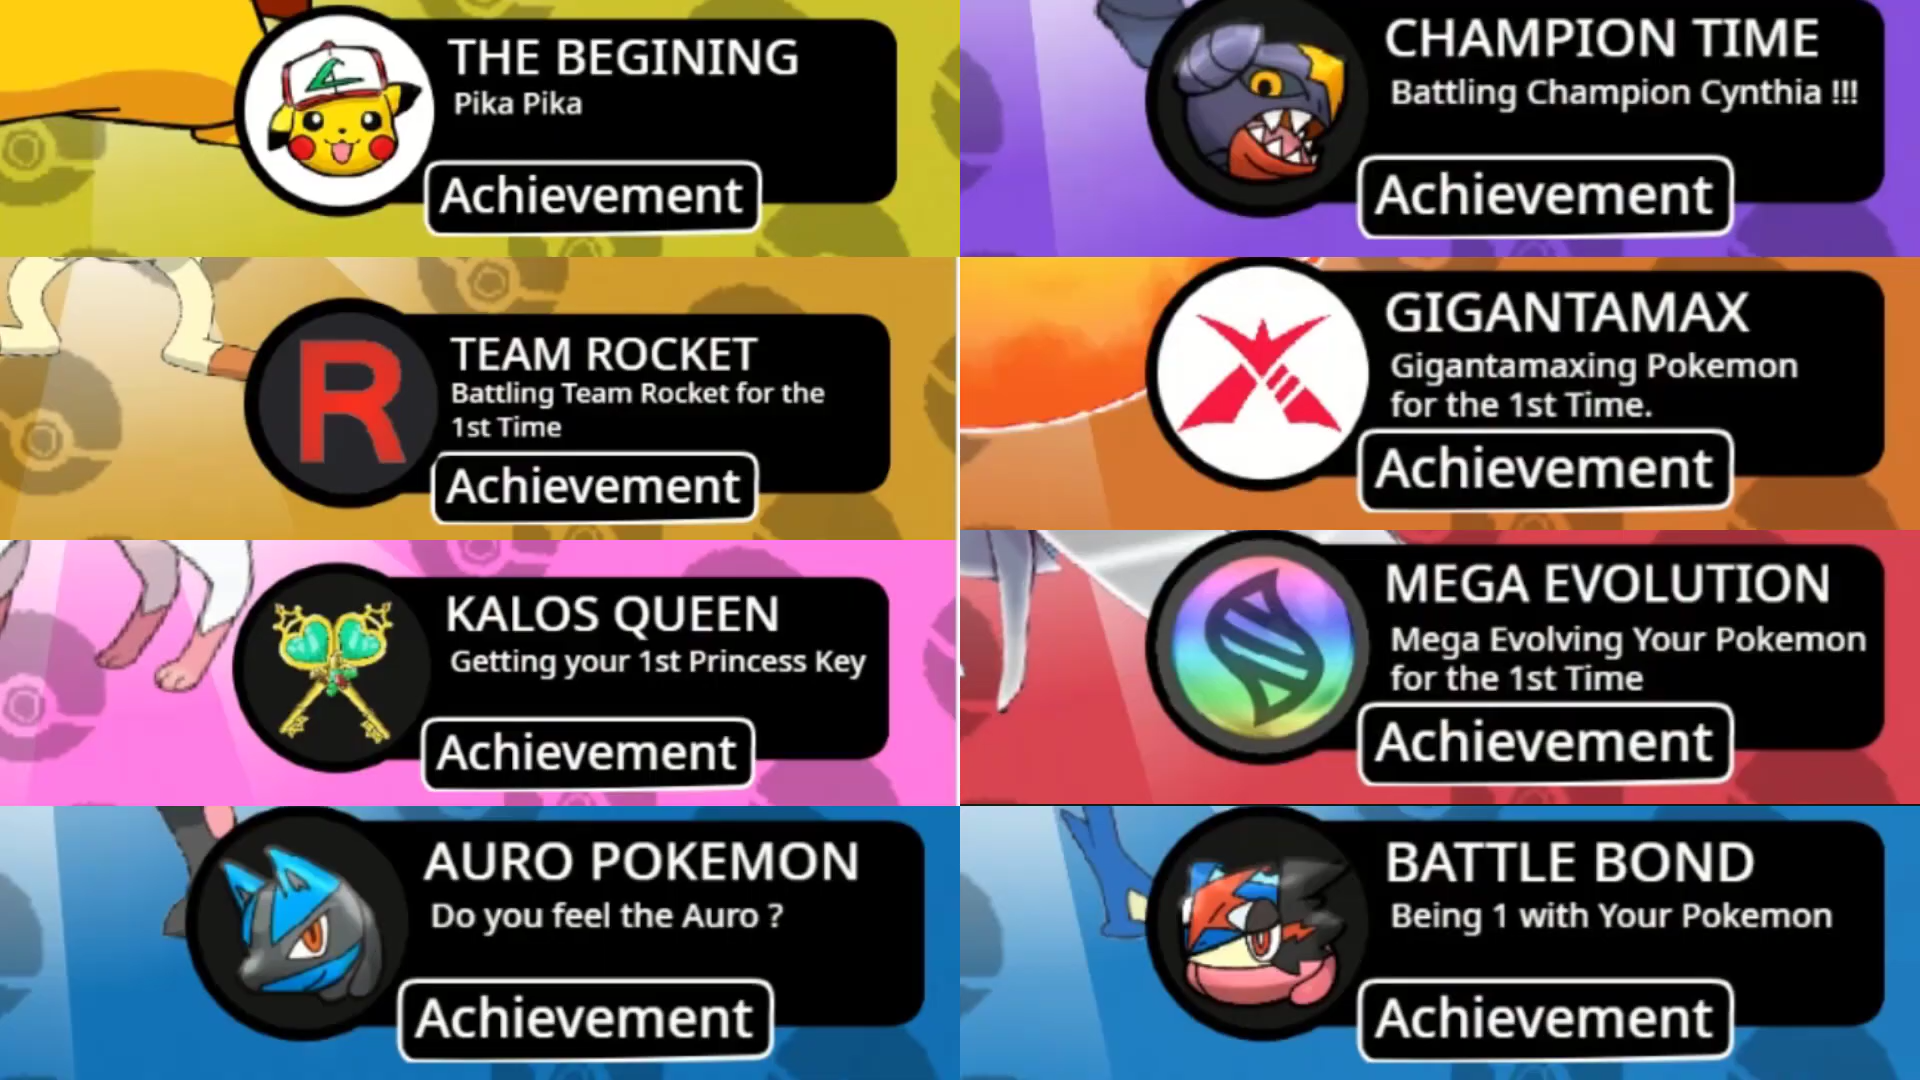 THE BEGINING
Pika Pika
Achievement
CHAMPION TIME
Battling Champion Cynthia !!!
Achievement
R
TEAM ROCKET
Battling Team Rocket for the
1st Time
Achievement
GIGANTAMAX
Gigantamaxing Pokemon
for the 1st Time.
Achievement
KALOS QUEEN
Getting your 1st Princess Key
Achievement
MEGA EVOLUTION
Mega Evolving Your Pokemon
for the 1st Time
Achievement
AURO POKEMON
Do you feel the Auro ?
Achievement
BATTLE BOND
Being 1 with Your Pokemon
Achievement